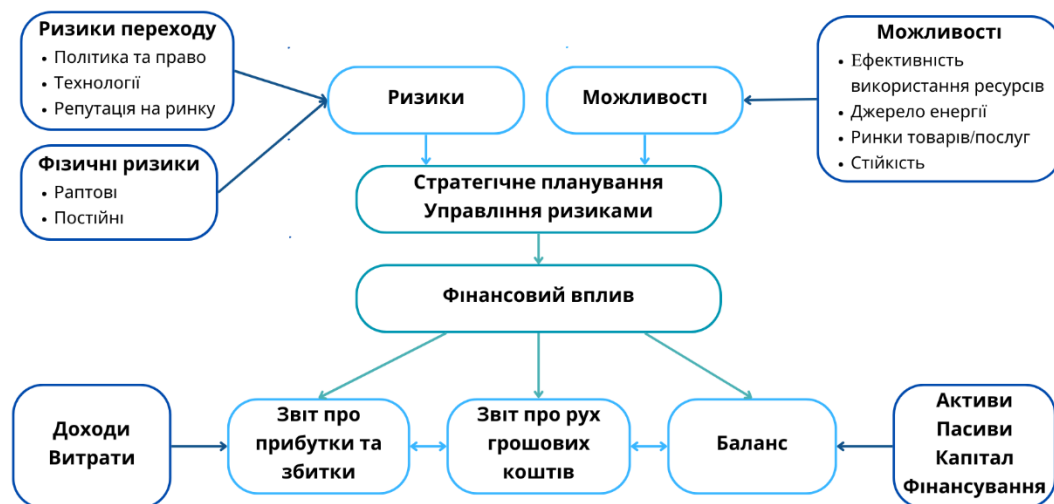 Ризики переходу
• Політика та право
• Технології
• Репутація на ринку
Фізичні ризики
• Раптові
• Постійні
Ризики
Можливості
Можливості
• Ефективність
використання ресурсів
• Джерело енергії
• Ринки товарів/послуг
• Стійкість
Стратегічне планування
Управління ризиками
Фінансовий вплив
Доходи
Витрати
Звіт про
прибутки та
збитки
Звіт про рух
грошових
коштів
Баланс
Активи
Пасиви
Капітал
Фінансування